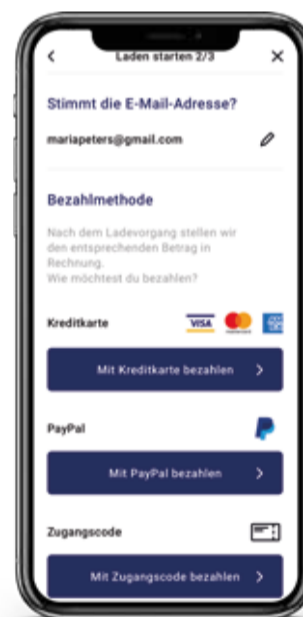 Laden starten 2/3
Stimmt die E-Mail-Adresse?
mariapeters@gmail.com
Bezahlmethode
Nach dem Ladevorgang stellen wir
den entsprechenden Betrag in
Rechnung.
Wie möchtest du bezahlen?
Kreditkarte VISA
Mit Kreditkarte bezahlen
PayPal
Mit PayPal bezahlen
Zugangscode
Mit Zugangscode bezahlen